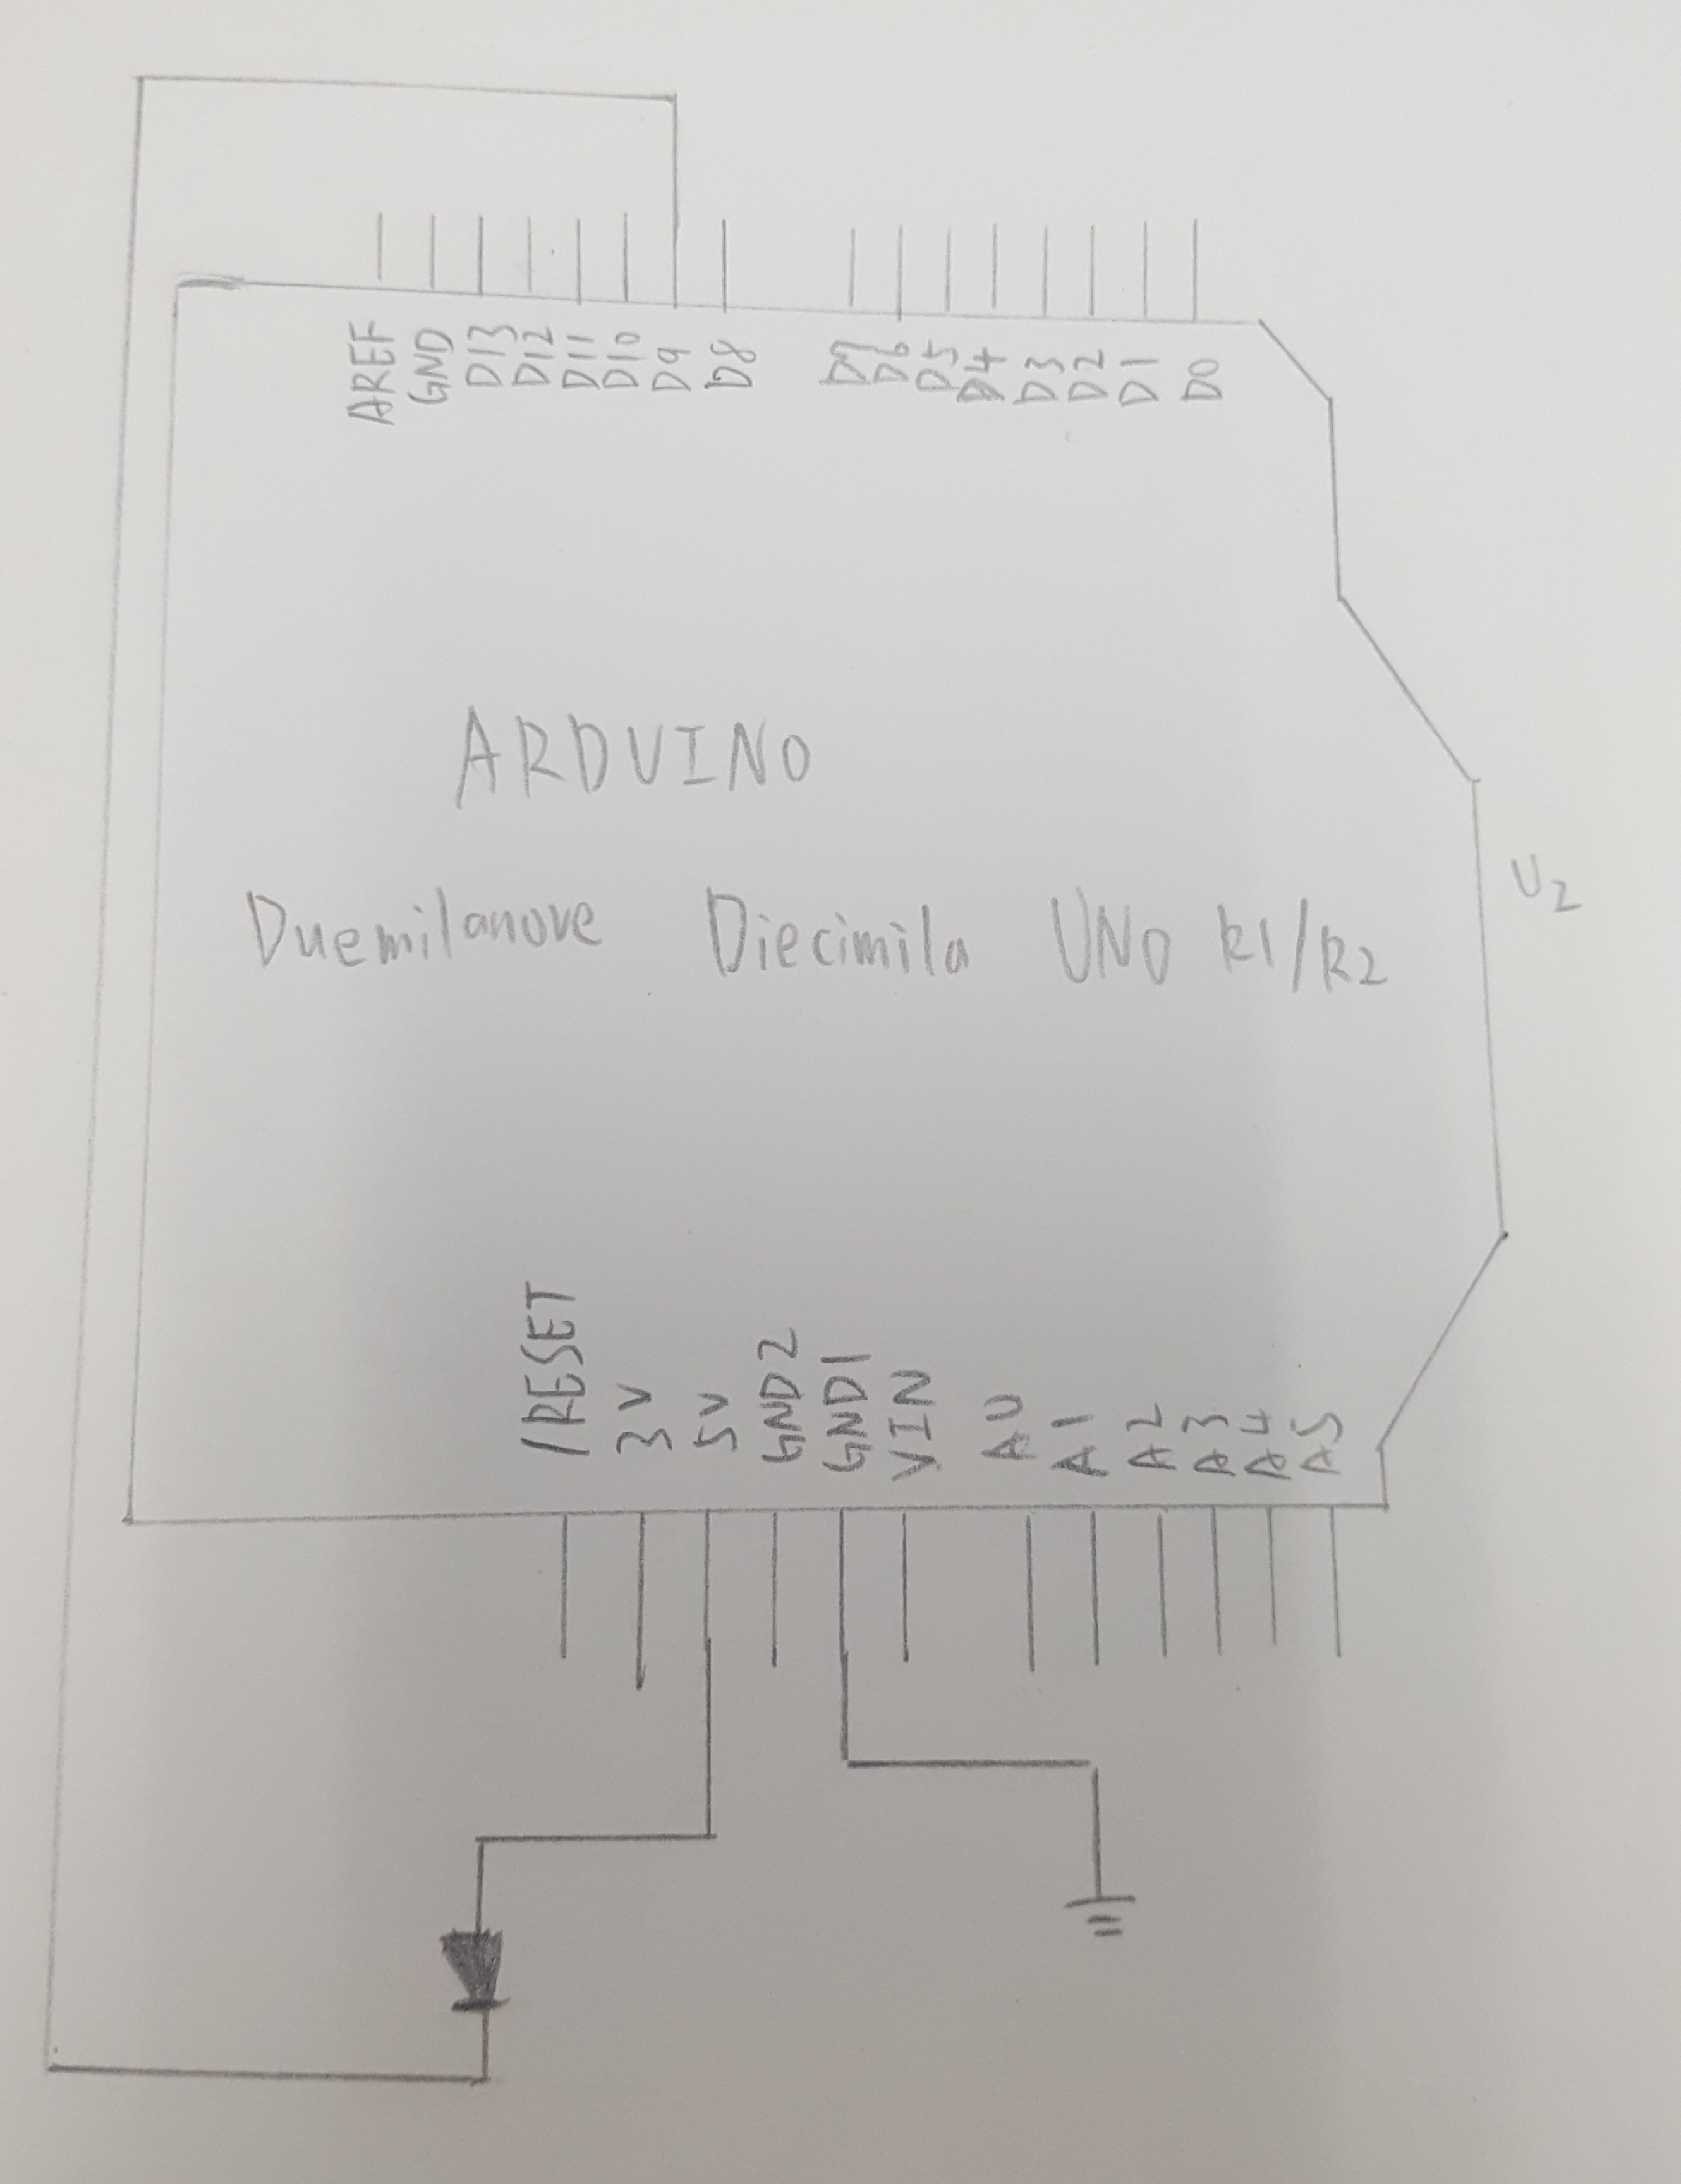 AREF GND D13 D12 D11 D10 D9 D8 D6 D5 D4 D3 D2 D1 D0
ARDUINO
Duemilanove Diecimila UNO R1/R2
U2
/RESET 3V 5V GND2 GND1 VIN A0 A1 A2 A3 A4 A5